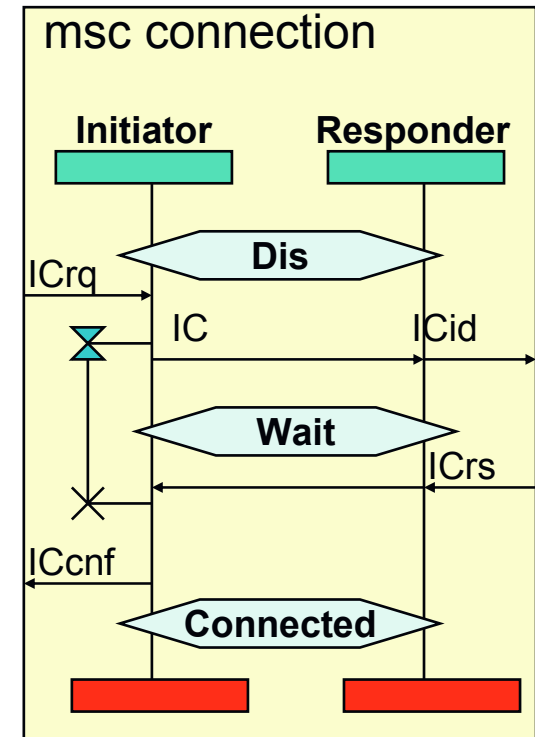 msc connection
Initiator Responder
Dis
ICrq
IC ICid
Wait
ICrs
ICcnf
Connected